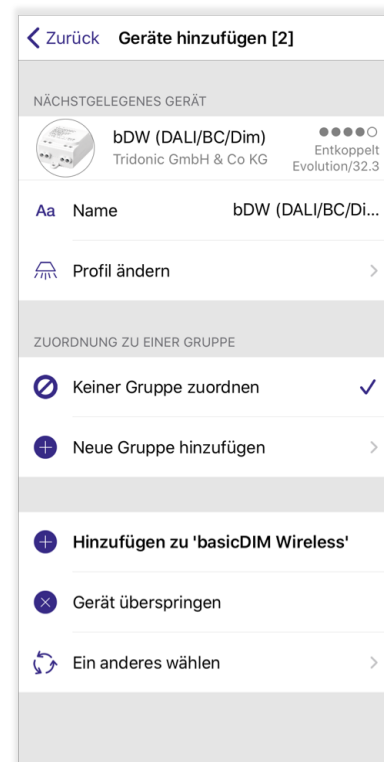 Zurück Geräte hinzufügen [2]
NÄCHSTGELEGENES GERÄT
bDW (DALI/BC/Dim)
Tridonic GmbH & Co KG
Entkoppelt
Evolution/32.3
Aa Name bDW (DALI/BC/Di...
Profil ändern
ZUORDNUNG ZU EINER GRUPPE
Keiner Gruppe zuordnen
Neue Gruppe hinzufügen
Hinzufügen zu 'basicDIM Wireless'
Gerät überspringen
Ein anderes wählen